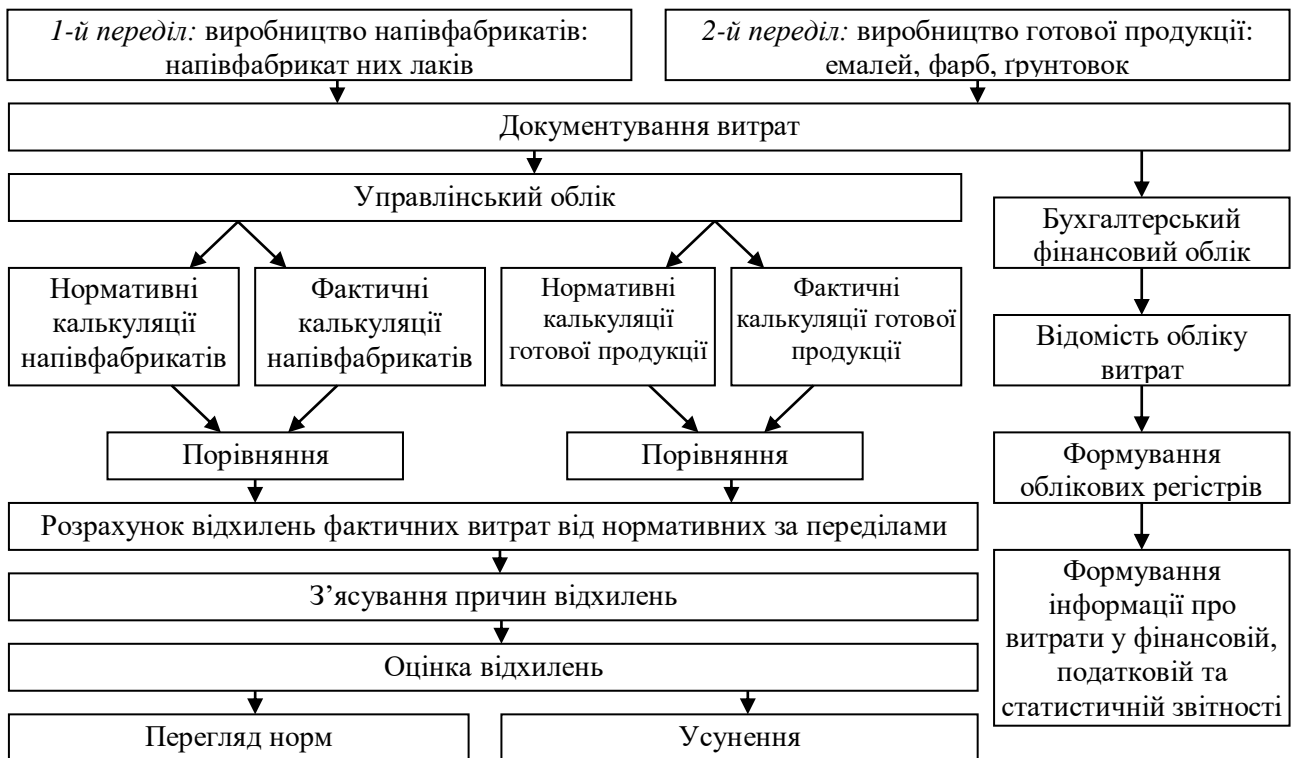 1-й переділ: виробництво напівфабрикатів:
напівфабрикат них лаків
2-й переділ: виробництво готової продукції:
емалей, фарб, ґрунтовок
Документування витрат
Управлінський облік
Бухгалтерський
фінансовий облік
Нормативні
калькуляції
напівфабрикатів
Фактичні
калькуляції
напівфабрикатів
Нормативні
калькуляції
готової продукції
Фактичні
калькуляції готової
продукції
Відомість обліку
витрат
Порівняння
Порівняння
Формування
облікових регістрів
Розрахунок відхилень фактичних витрат від нормативних за переділами
З’ясування причин відхилень
Формування
інформації про
витрати у фінансовій,
податковій та
статистичній звітності
Оцінка відхилень
Перегляд норм
Усунення